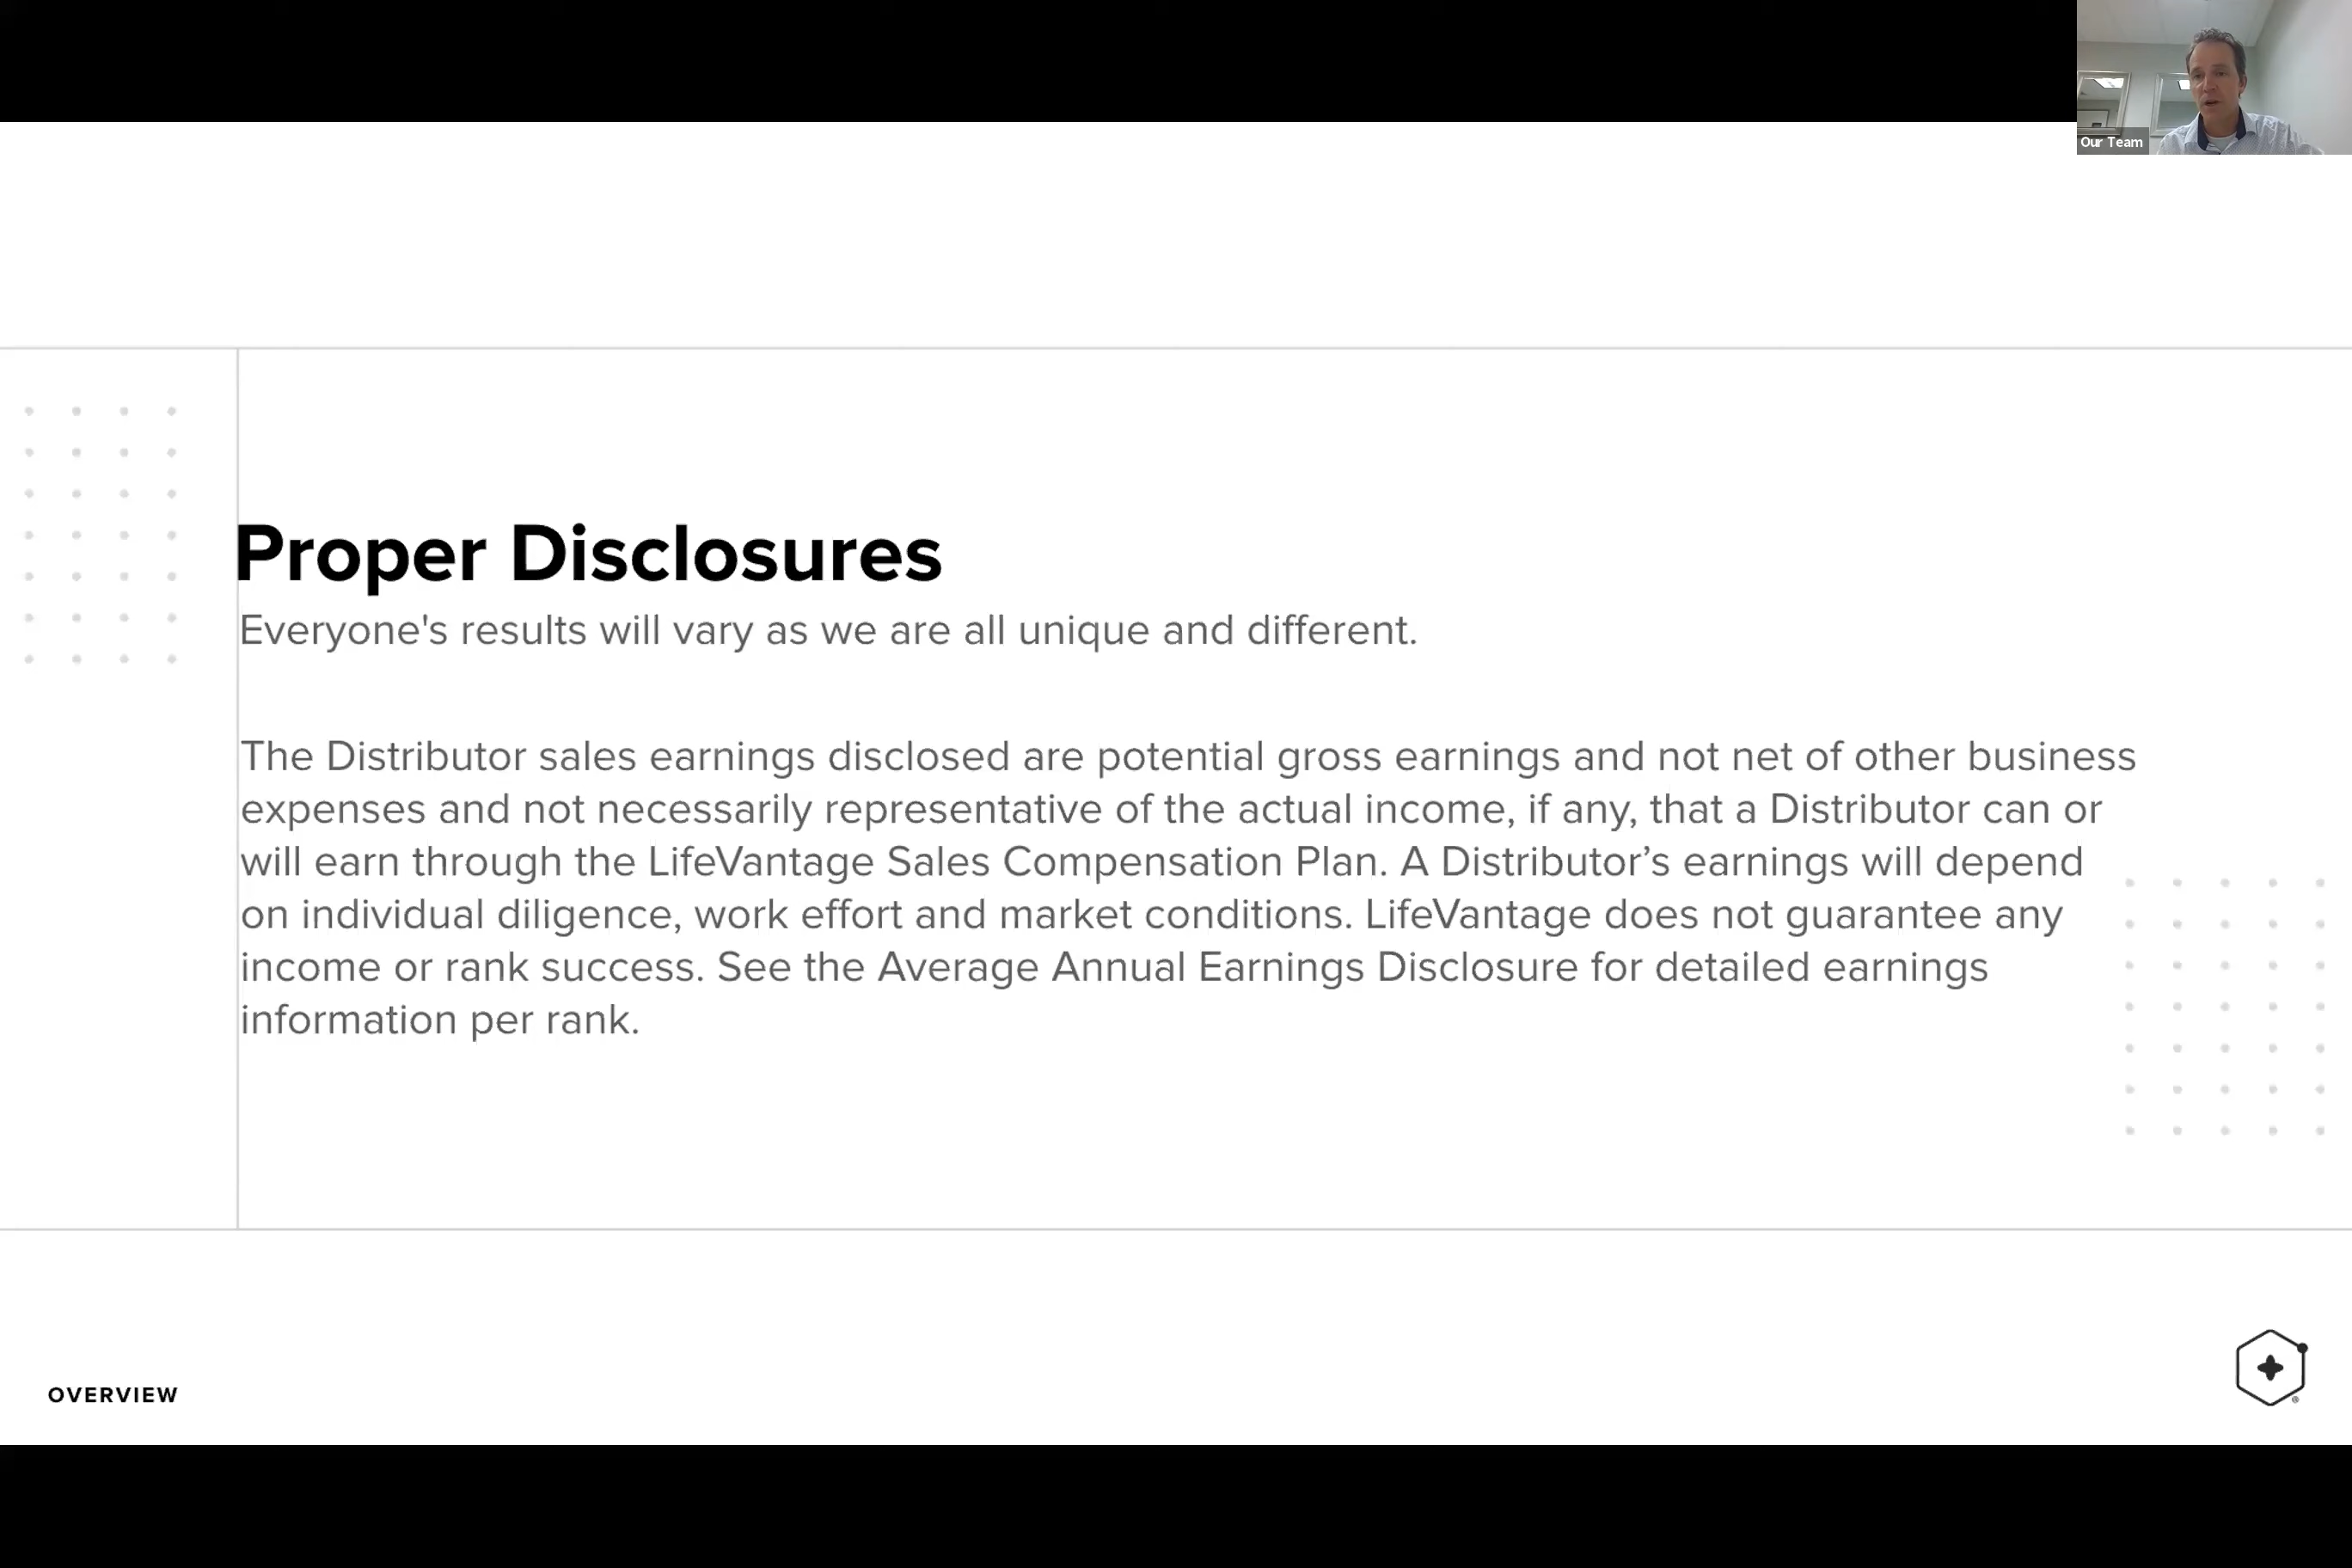 Our Team
Proper Disclosures
Everyone's results will vary as we are all unique and different.
The Distributor sales earnings disclosed are potential gross earnings and not net of other business
expenses and not necessarily representative of the actual income, if any, that a Distributor can or
will earn through the LifeVantage Sales Compensation Plan. A Distributor’s earnings will depend
on individual diligence, work effort and market conditions. LifeVantage does not guarantee any
income or rank success. See the Average Annual Earnings Disclosure for detailed earnings
information per rank.
OVERVIEW
®